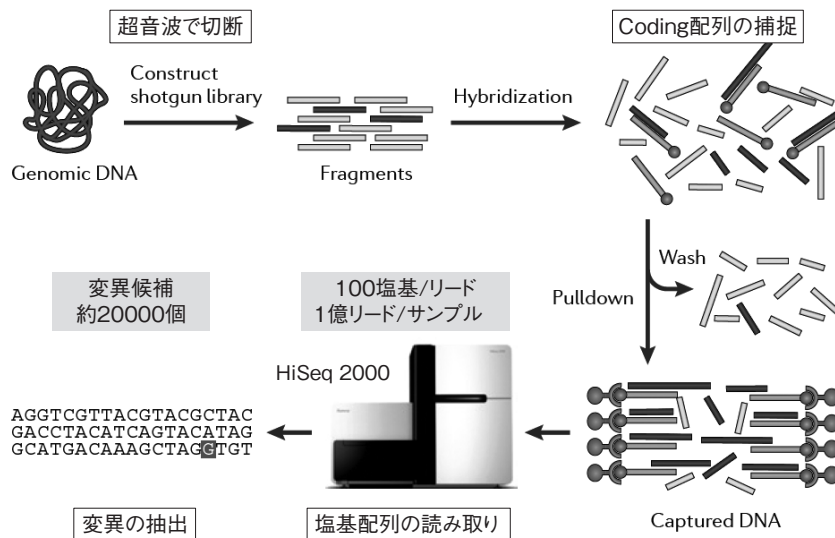 超音波で切断
Coding配列の捕捉
Construct
shotgun library
Hybridization
Genomic DNA
Fragments
Wash
Pulldown
変異候補
約20000個
100塩基/リード
1億リード/サンプル
HiSeq 2000
AGGTCGTTACGTACGCTAC
GACCTACATCAGTACATAG
GCATGACAAAGCTAGGTGT
変異の抽出
塩基配列の読み取り
Captured DNA